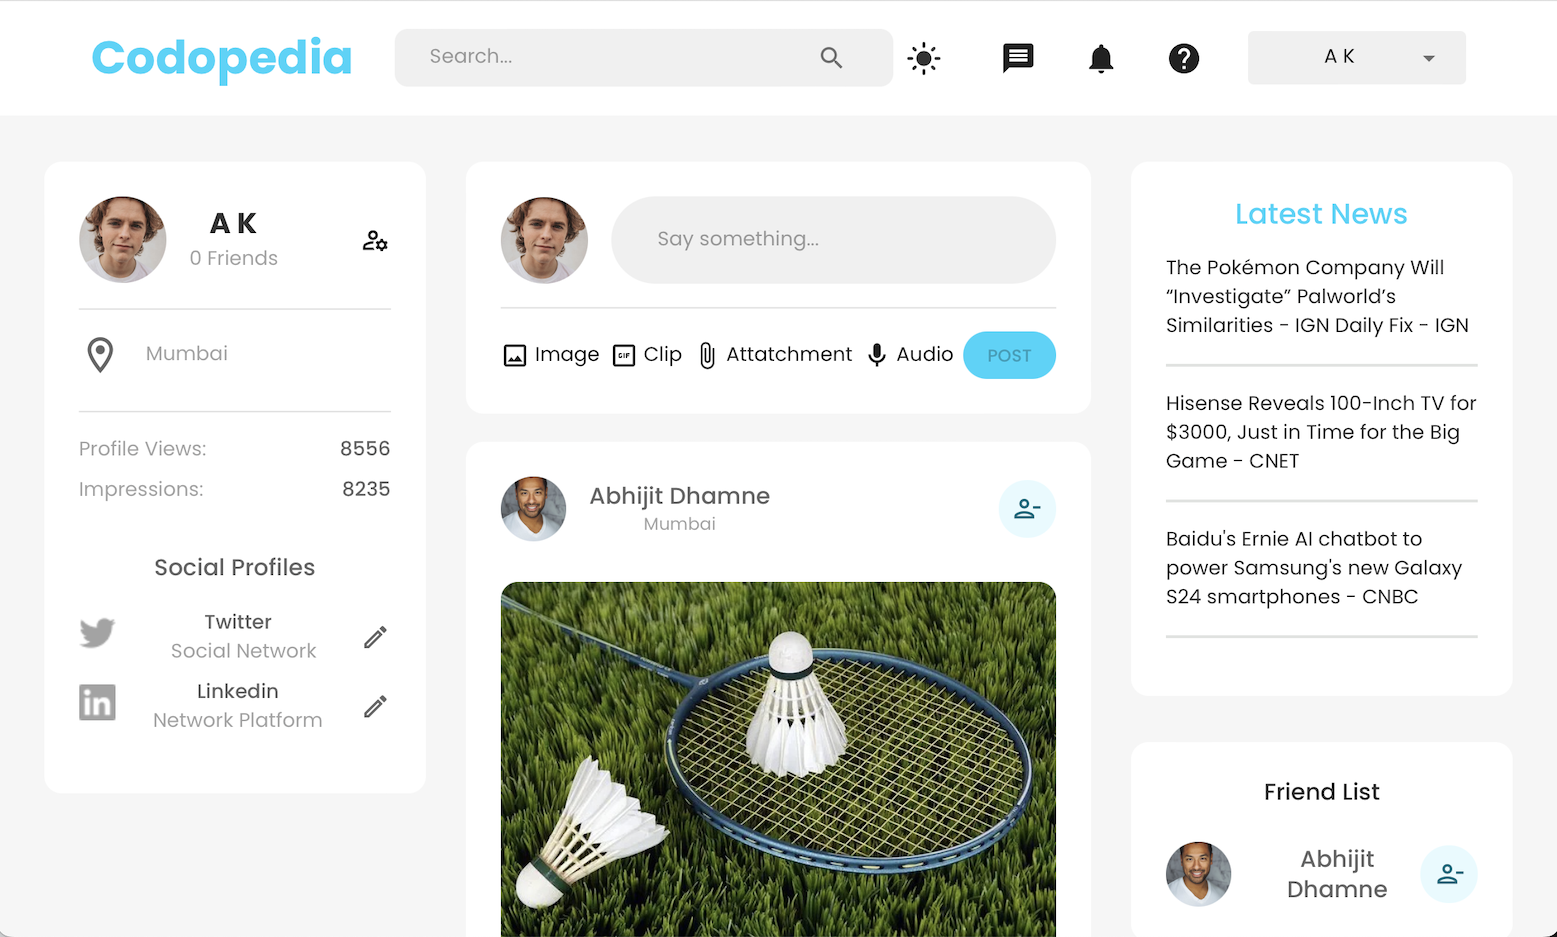 Codopedia
Search...
A K
A K
0 Friends
Mumbai
Profile Views: 8556
Impressions: 8235
Social Profiles
Twitter
Social Network
Linkedin
Network Platform
Say something...
Image
GIF
Clip
Attatchment
Audio
POST
Abhijit Dhamne
Mumbai
Latest News
The Pokémon Company Will
“Investigate” Palworld’s
Similarities - IGN Daily Fix - IGN
Hisense Reveals 100-Inch TV for
$3000, Just in Time for the Big
Game - CNET
Baidu's Ernie AI chatbot to
power Samsung's new Galaxy
S24 smartphones - CNBC
Friend List
Abhijit
Dhamne